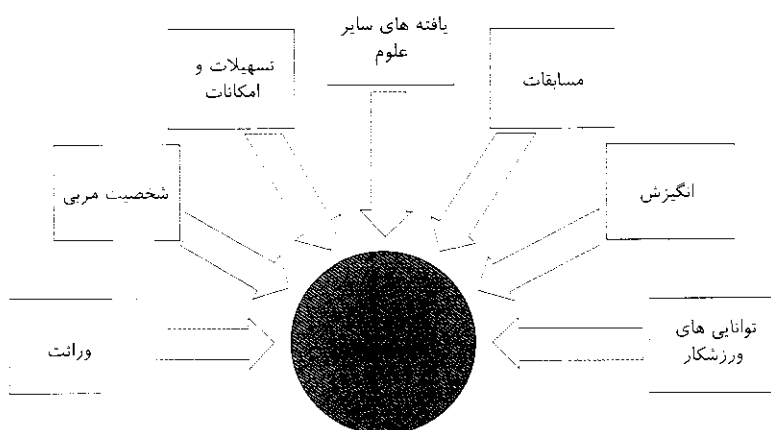 یافته های سایر
علوم
مسابقات
تسهیلات و
امکانات
انگیزش
شخصیت مربی
توانایی های
ورزشکار
وراثت